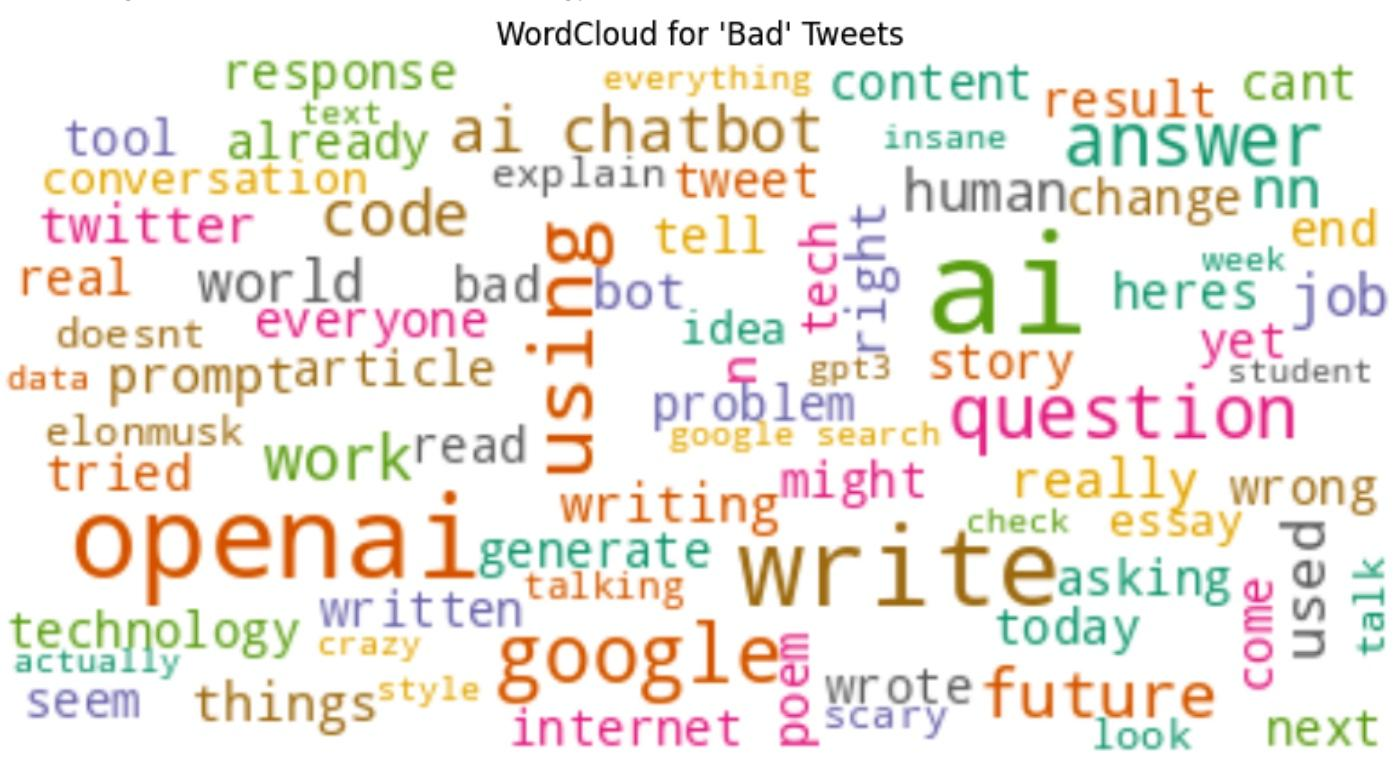 WordCloud for 'Bad' Tweets
response
everything
content
result
cant
text
tool
already
ai chatbot
insane
answer
conversation
explain
tweet
human
change
nn
twitter
code
using
tell
tech
right
ai
end
real
world
bad
bot
week
heres
job
everyone
doesnt
idea
yet
data
prompt
article
n
gpt3
story
student
problem
question
elonmusk
google search
tried
work
read
might
really
wrong
openai
writing
check
essay
used
generate
write
asking
talk
talking
technology
written
today
come
actually
crazy
google
poem
seem
things
style
wrote
future
internet
scary
look
next